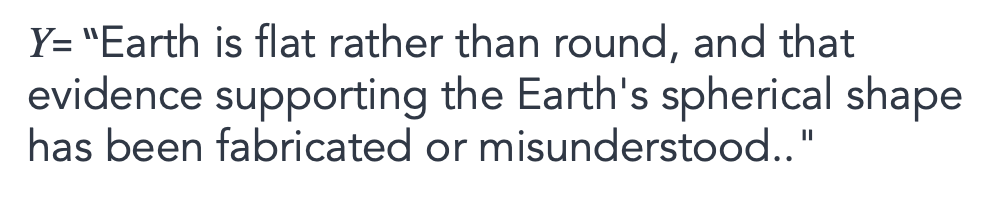 Y= “Earth is flat rather than round, and that
evidence supporting the Earth's spherical shape
has been fabricated or misunderstood.. "